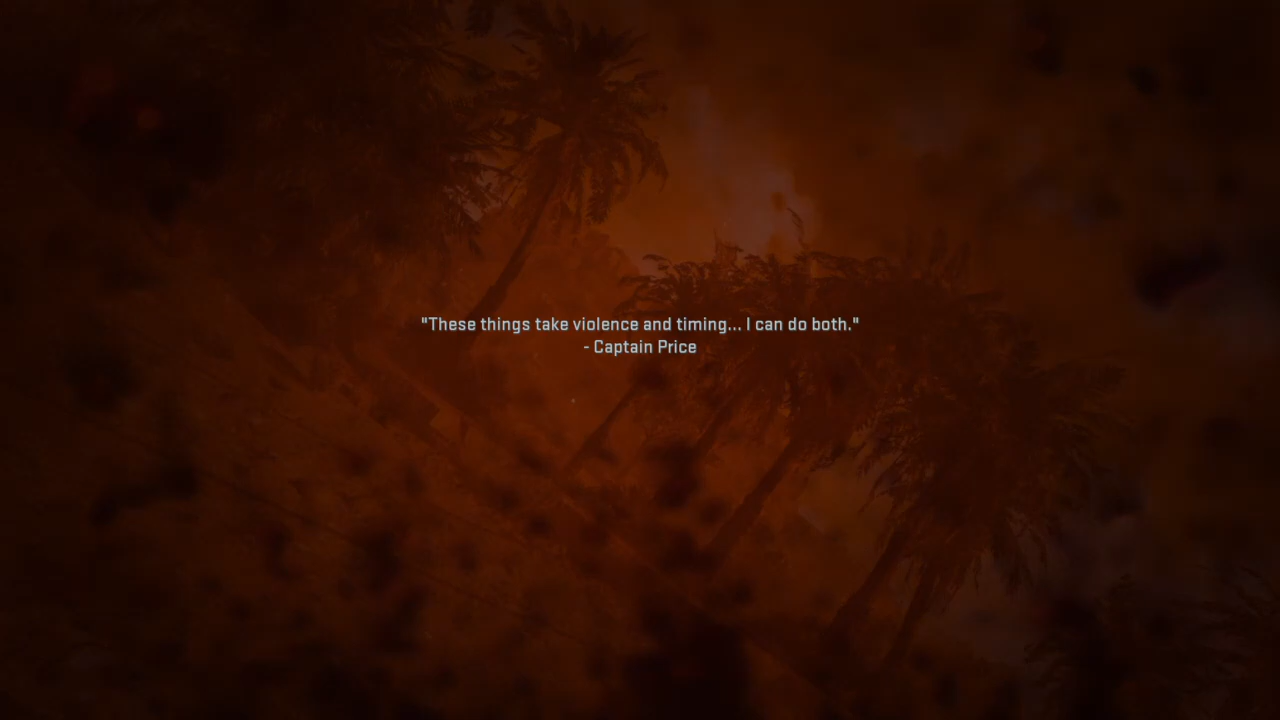 "These things take violence and timing... I can do both."
- Captain Price